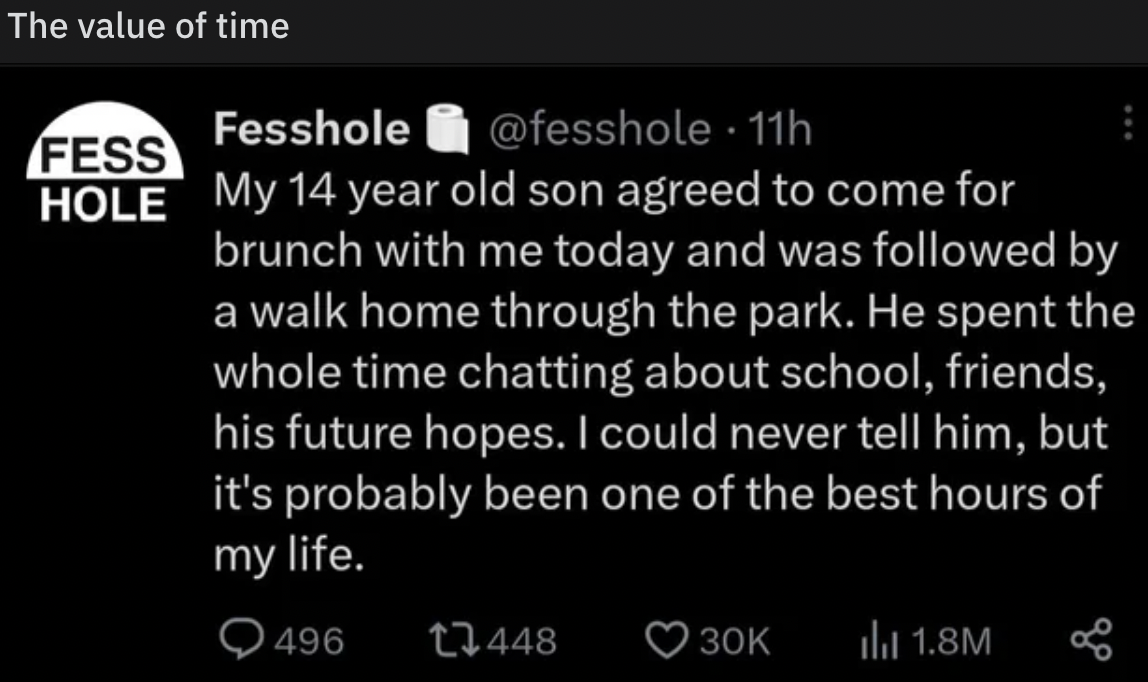 The value of time
FESS
HOLE
Fesshole 🧻 @fesshole · 11h
My 14 year old son agreed to come for
brunch with me today and was followed by
a walk home through the park. He spent the
whole time chatting about school, friends,
his future hopes. I could never tell him, but
it's probably been one of the best hours of
my life.
496 448 30K 1.8M